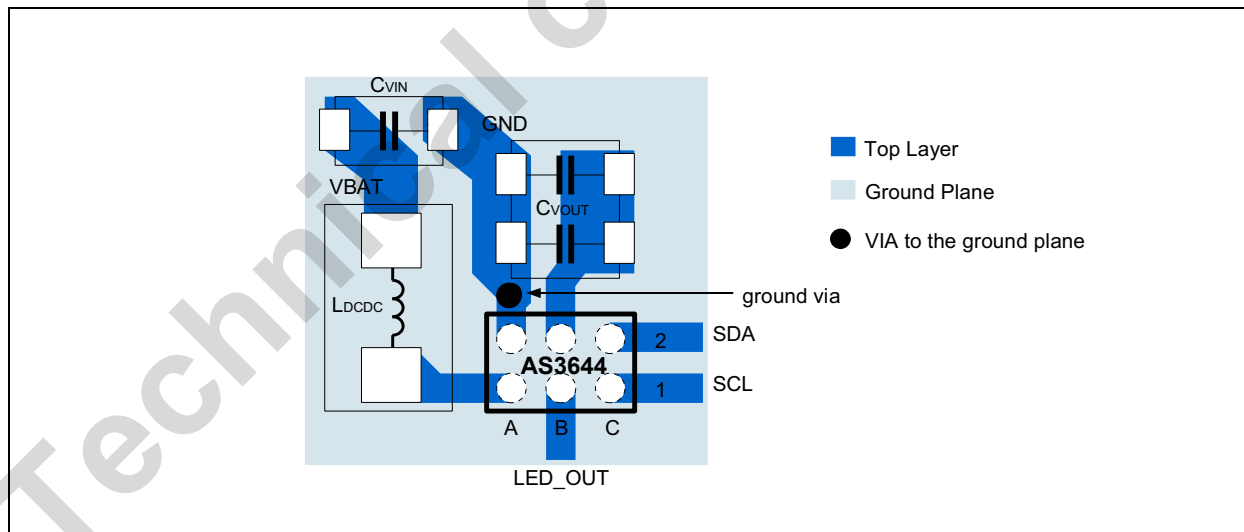 CVIN
GND
VBAT
CVOUT
LDCDC
Top Layer
Ground Plane
VIA to the ground plane
ground via
2
SDA
AS3644
1
SCL
A B C
LED_OUT
Technical c